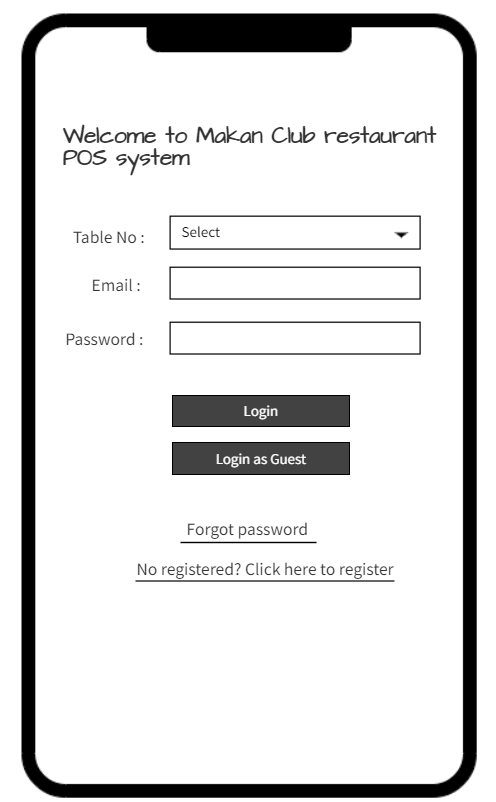 Welcome to Makan Club restaurant
POS system
Table No :
Select
Email :
Password :
Login
Login as Guest
Forgot password
No registered? Click here to register